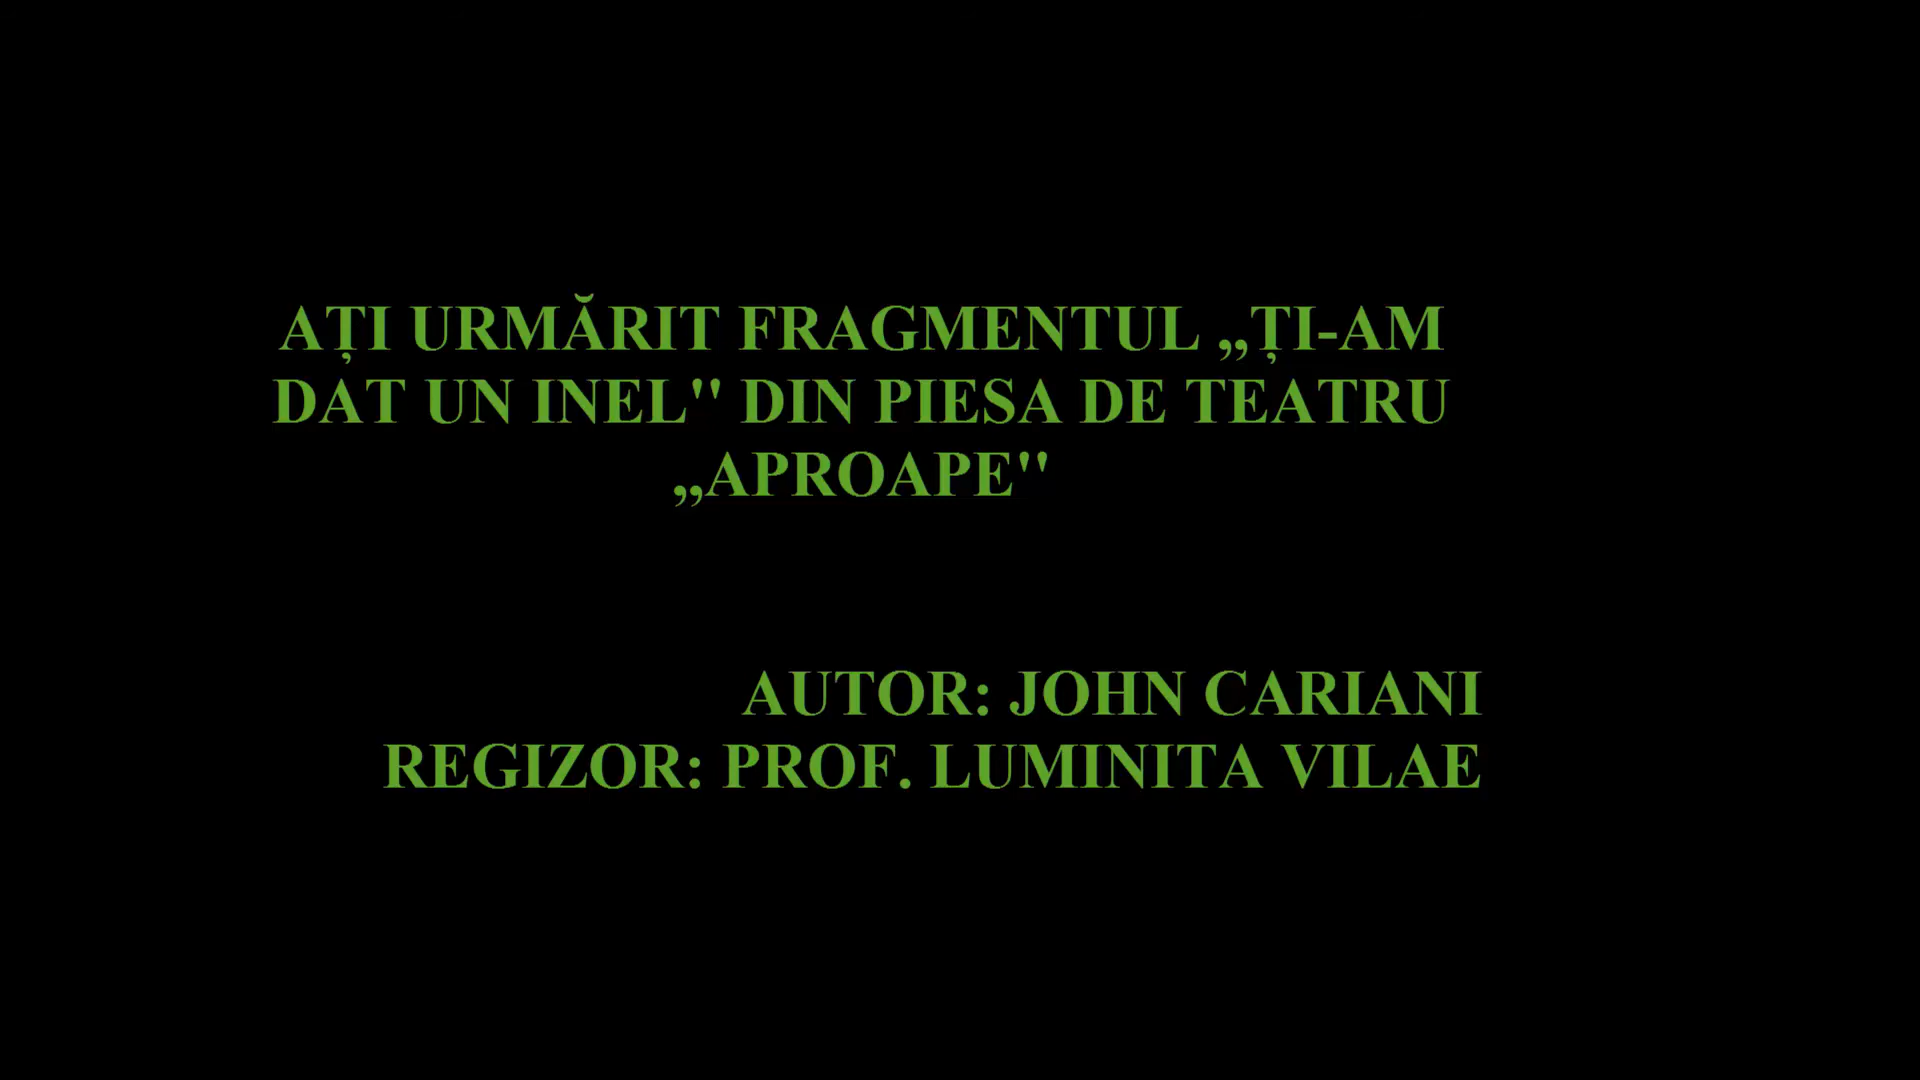 AȚI URMĂRIT FRAGMENTUL ,,ȚI-AM
DAT UN INEL'' DIN PIESA DE TEATRU
,,APROAPE''
AUTOR: JOHN CARIANI
REGIZOR: PROF. LUMINITA VILAE